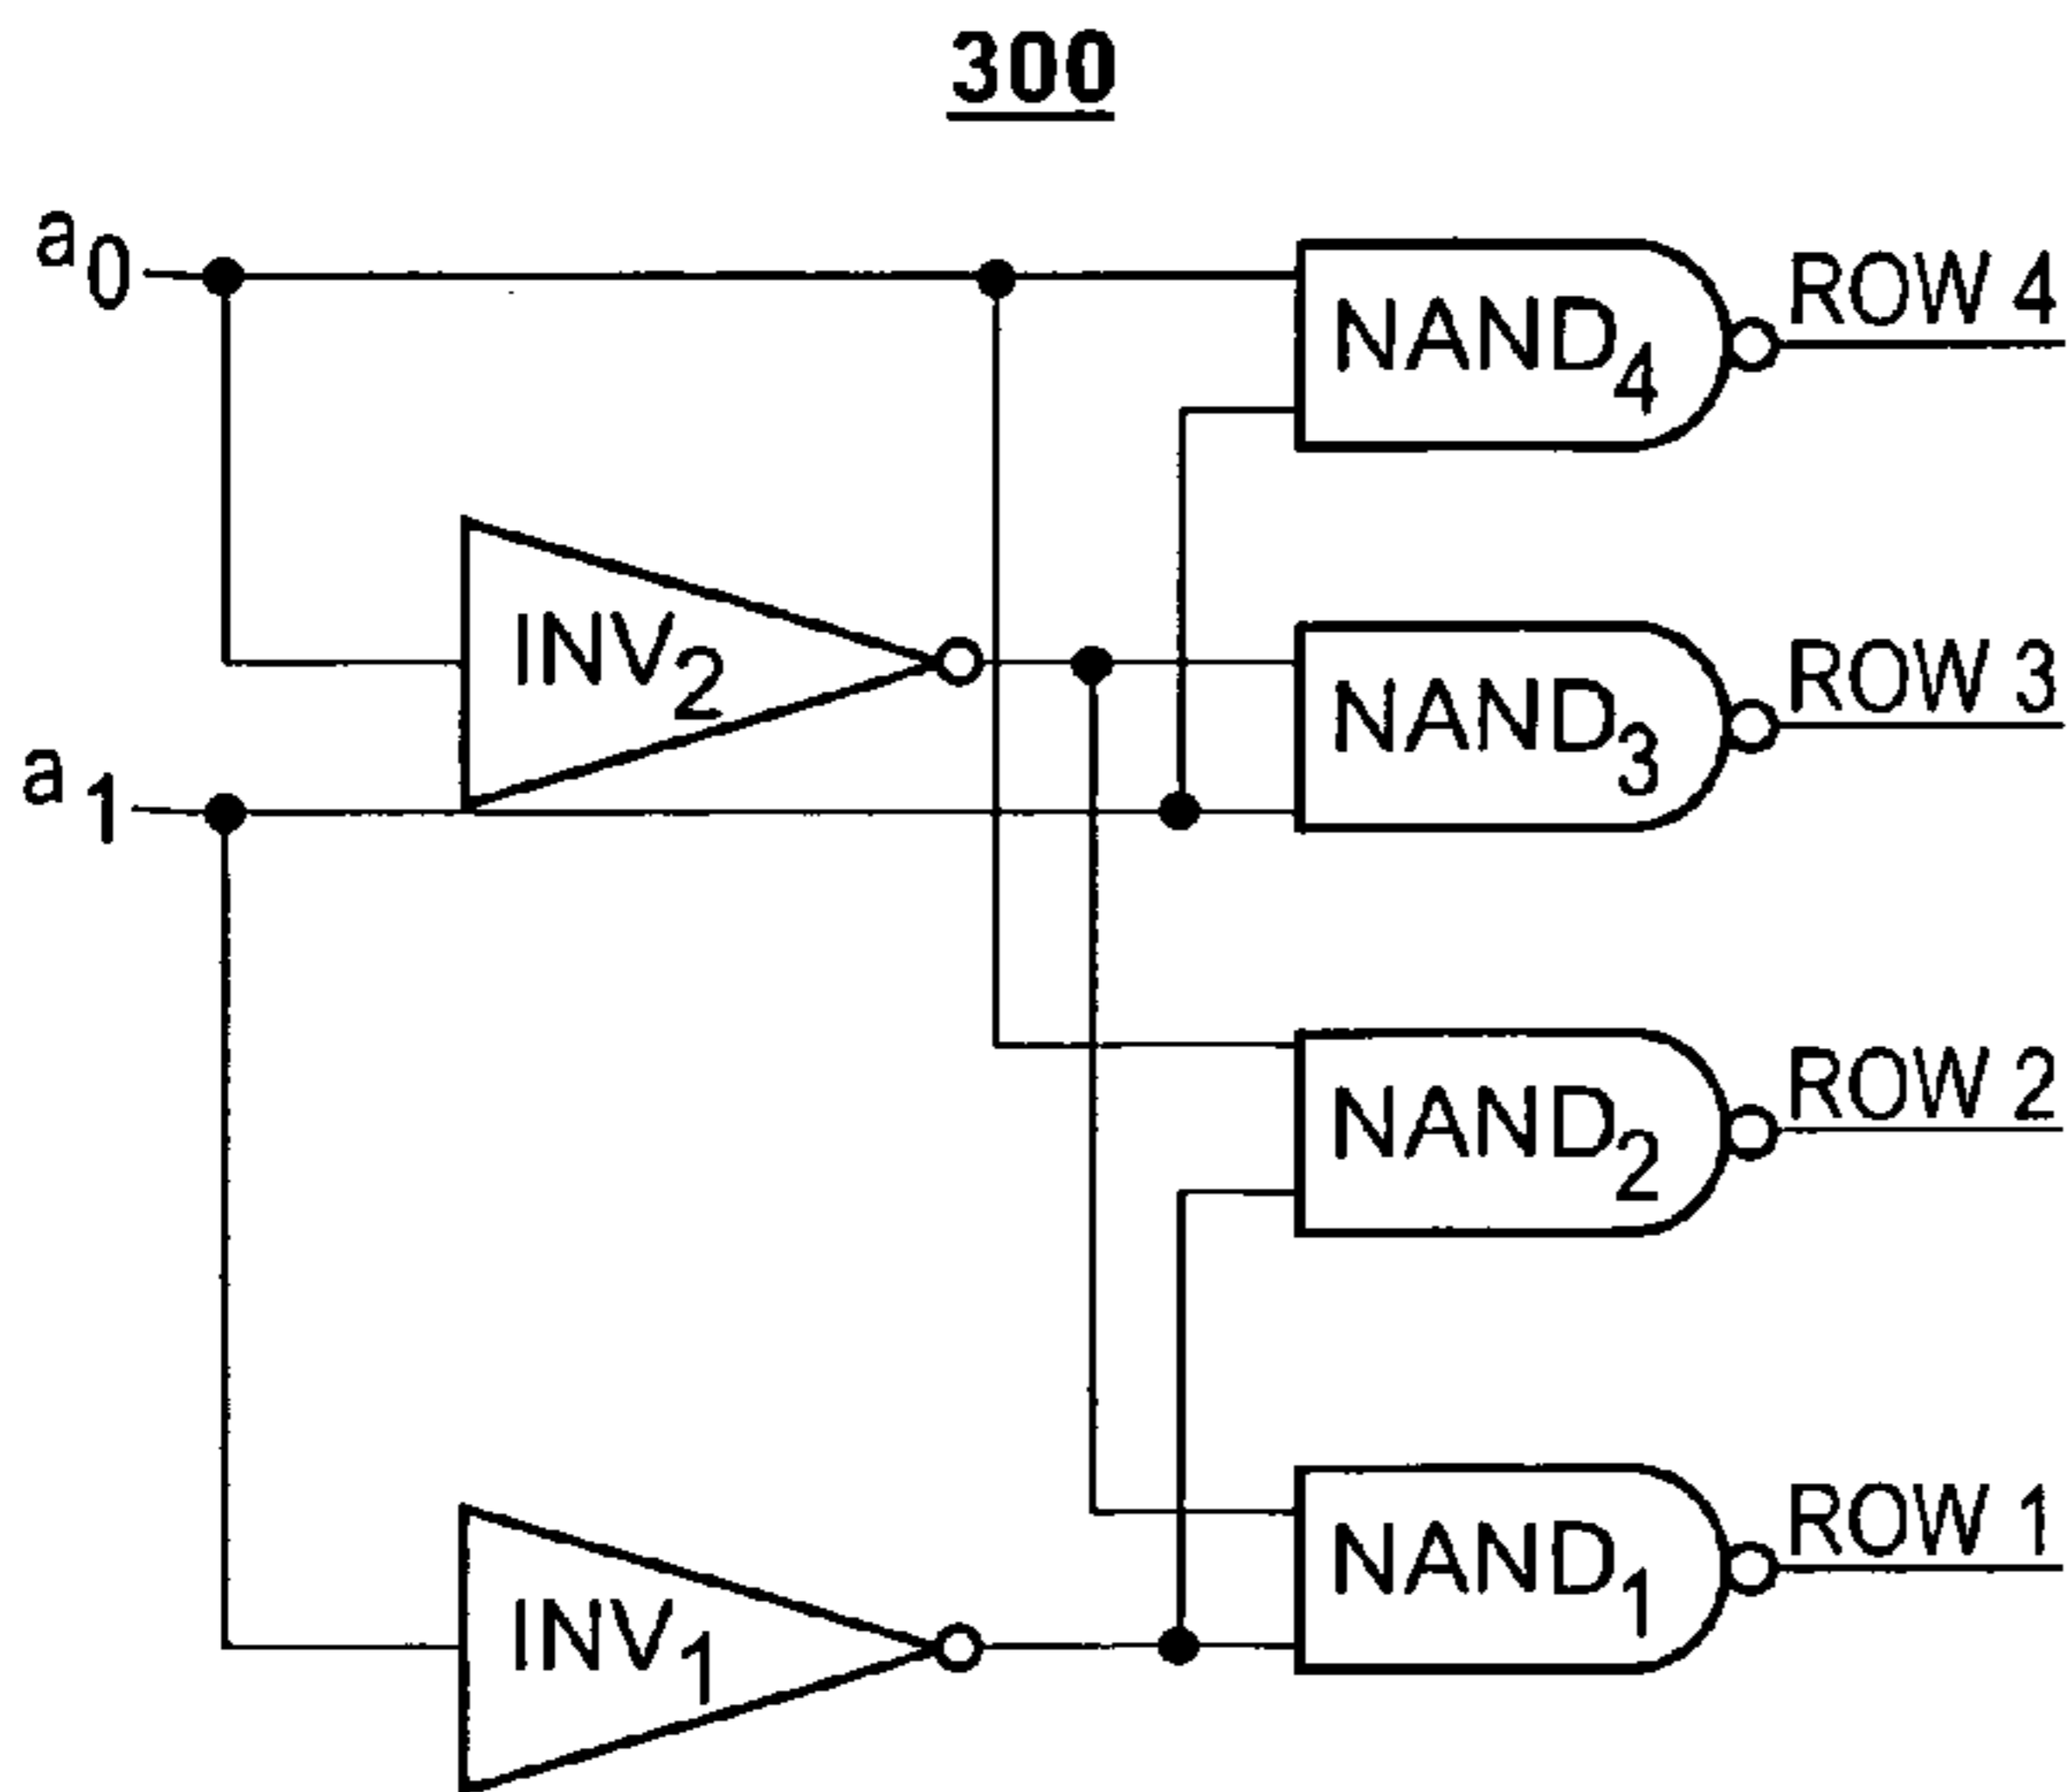 300
a0
NAND4
ROW 4
INV2
NAND3
ROW 3
a1
NAND2
ROW 2
INV1
NAND1
ROW 1